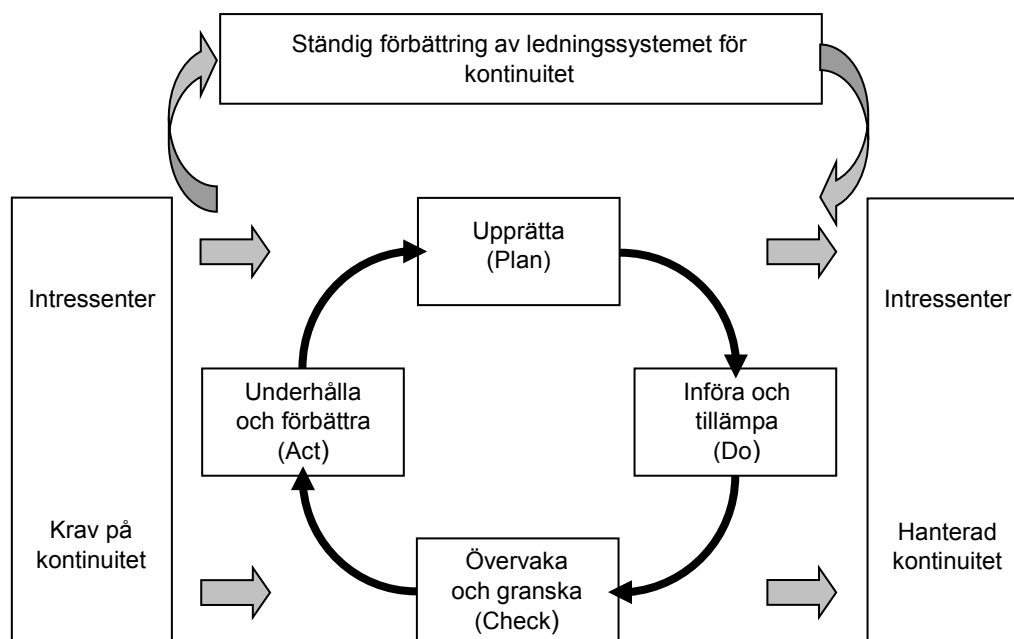 Ständig förbättring av ledningssystemet för
kontinuitet
Upprätta
(Plan)
Intressenter
Intressenter
Underhålla
och förbättra
(Act)
Införa och
tillämpa
(Do)
Krav på
kontinuitet
Övervaka
och granska
(Check)
Hanterad
kontinuitet